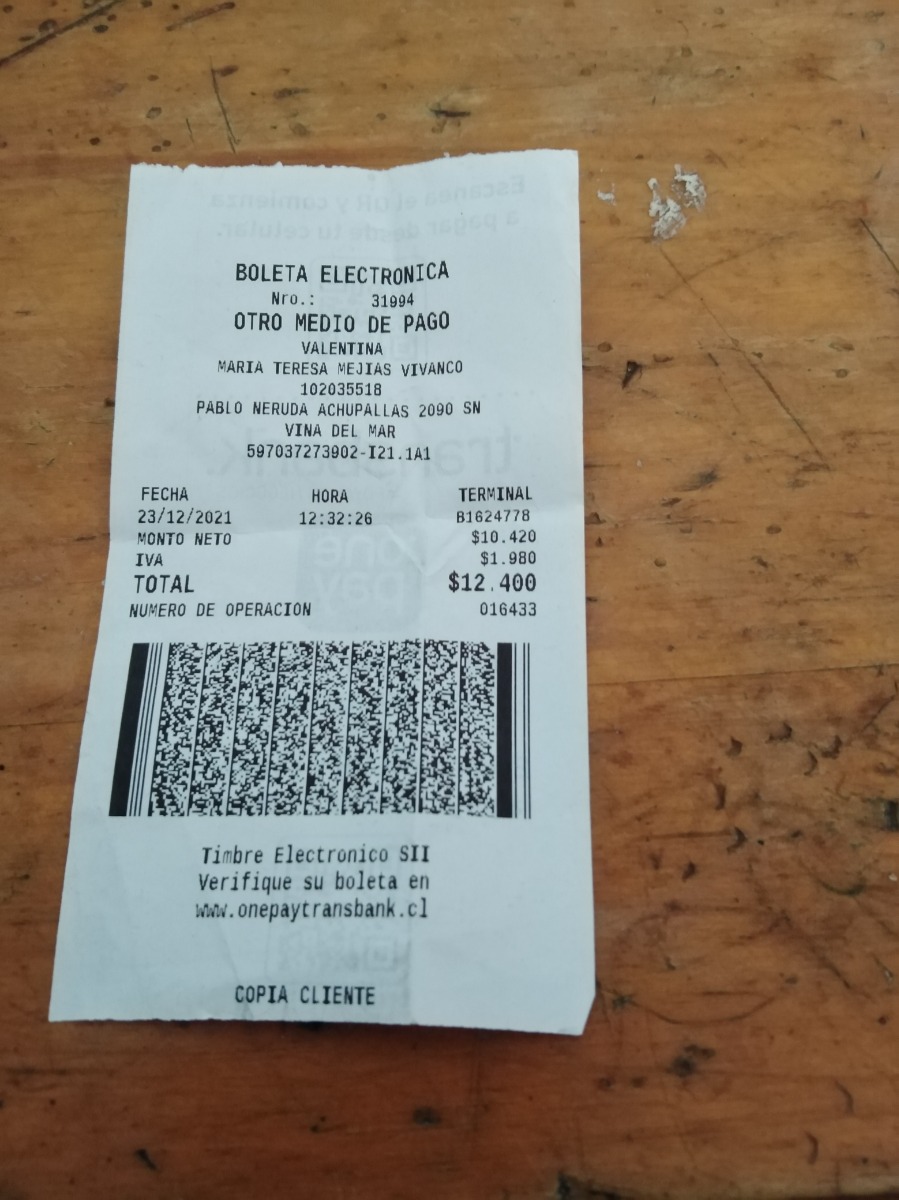 BOLETA ELECTRONICA
Nro.: 31994
OTRO MEDIO DE PAGO
VALENTINA
MARIA TERESA MEJIAS VIVANCO
102035518
PABLO NERUDA ACHUPALLAS 2090 SN
VINA DEL MAR
597037273902-I21.1A1
FECHA HORA TERMINAL
23/12/2021 12:32:26 B1624778
MONTO NETO $10.420
IVA $1.980
TOTAL $12.400
NUMERO DE OPERACION 016433
Timbre Electronico SII
Verifique su boleta en
www.onepaytransbank.cl
COPIA CLIENTE